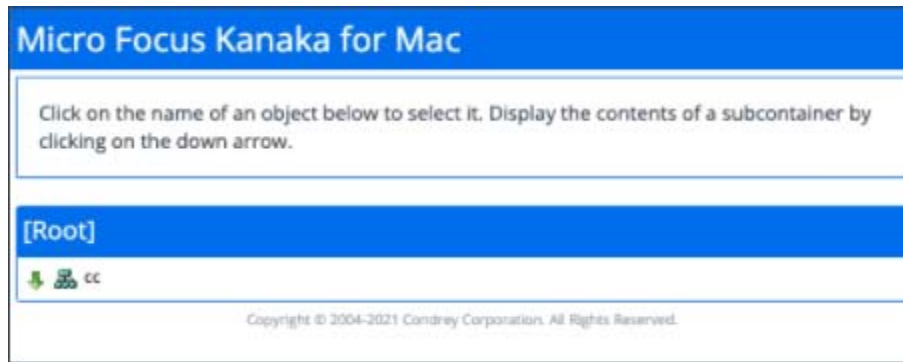 Micro Focus Kanaka for Mac
Click on the name of an object below to select it. Display the contents of a subcontainer by
clicking on the down arrow.
[Root]
cc
Copyright © 2004-2021 Condrey Corporation. All Rights Reserved.